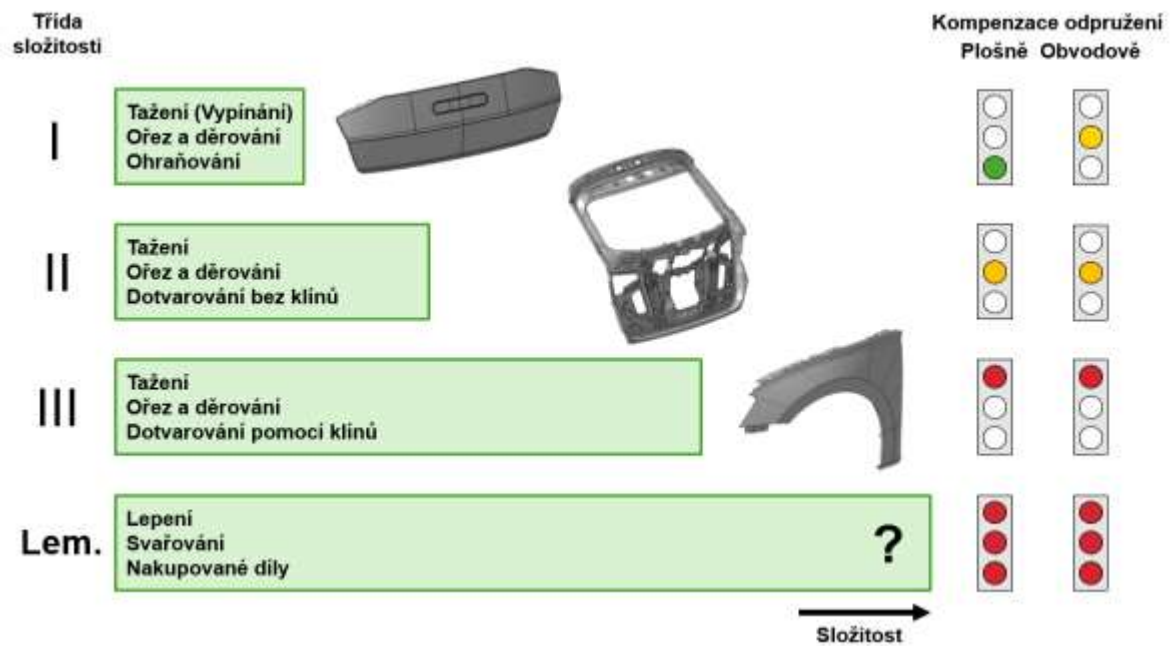 Třída
složitosti
Kompenzace odpružení
Plošně Obvodově
I
Tažení (Vypínání)
Ořez a děrování
Ohraňování
II
Tažení
Ořez a děrování
Dotvarování bez klínů
III
Tažení
Ořez a děrování
Dotvarování pomocí klínů
Lem.
Lepení
Svařování
Nakupované díly
?
Složitost